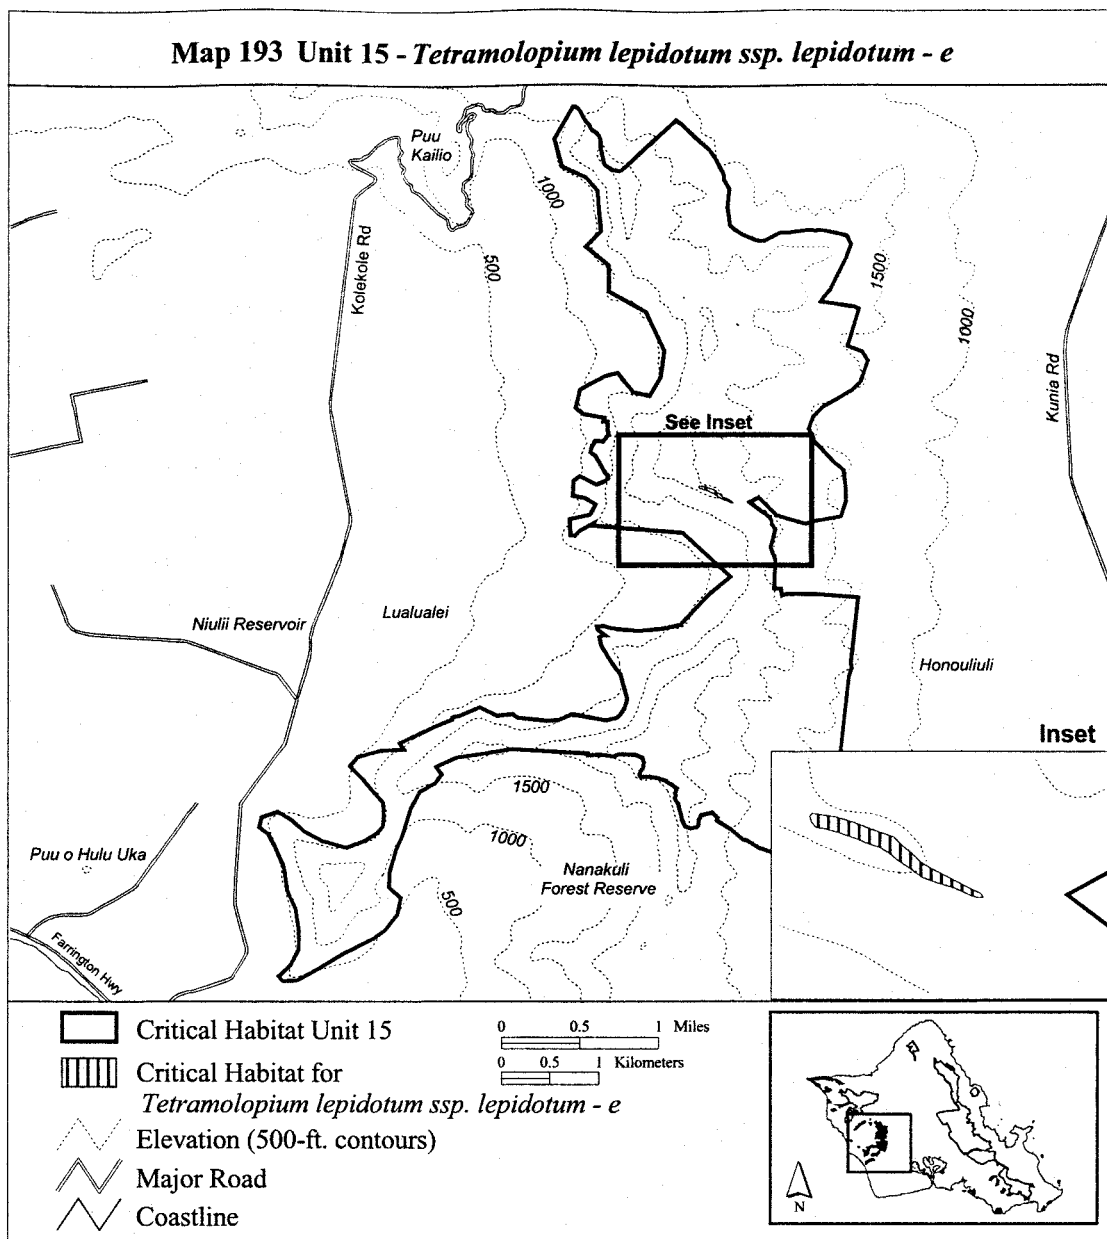 Map 193 Unit 15 - Tetramolopium lepidotum ssp. lepidotum - e
Puu
Kailio
1000
Kolekole Rd
500
1500
1000
Kunia Rd
See Inset
Niulii Reservoir
Lualualei
Honouliuli
Inset
1500
1000
Puu o Hulu Uka
Nanakuli
Forest Reserve
500
Farrington Hwy
Critical Habitat Unit 15
0 0.5 1 Miles
0 0.5 1 Kilometers
Critical Habitat for
Tetramolopium lepidotum ssp. lepidotum - e
Elevation (500-ft. contours)
Major Road
Coastline
N